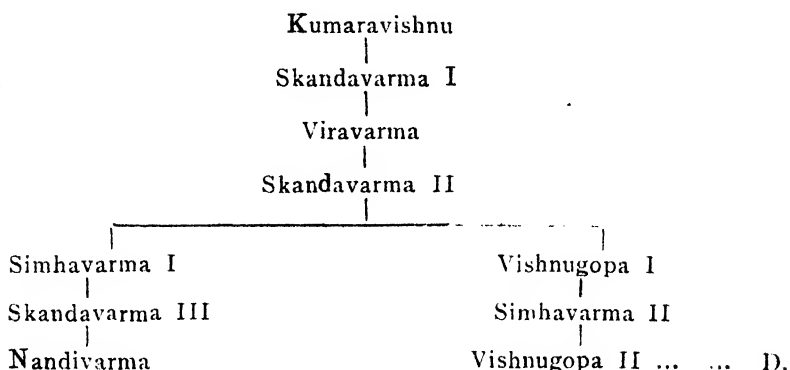 Kumaravishnu
Skandavarma I
Viravarma
Skandavarma II
Simhavarma I Vishnugopa I
Skandavarma III Simhavarma II
Nandivarma Vishnugopa II ... ... D.